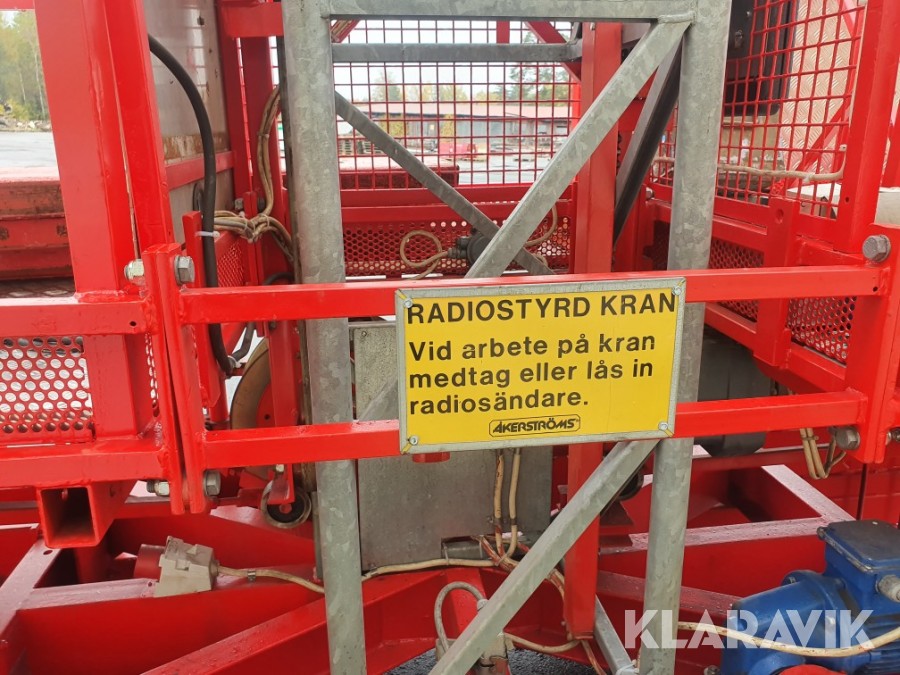 RADIOSTYRD KRAN
Vid arbete på kran
medtag eller lås in
radiosändare.
ÅKERSTRÖMS
KLARAVIK